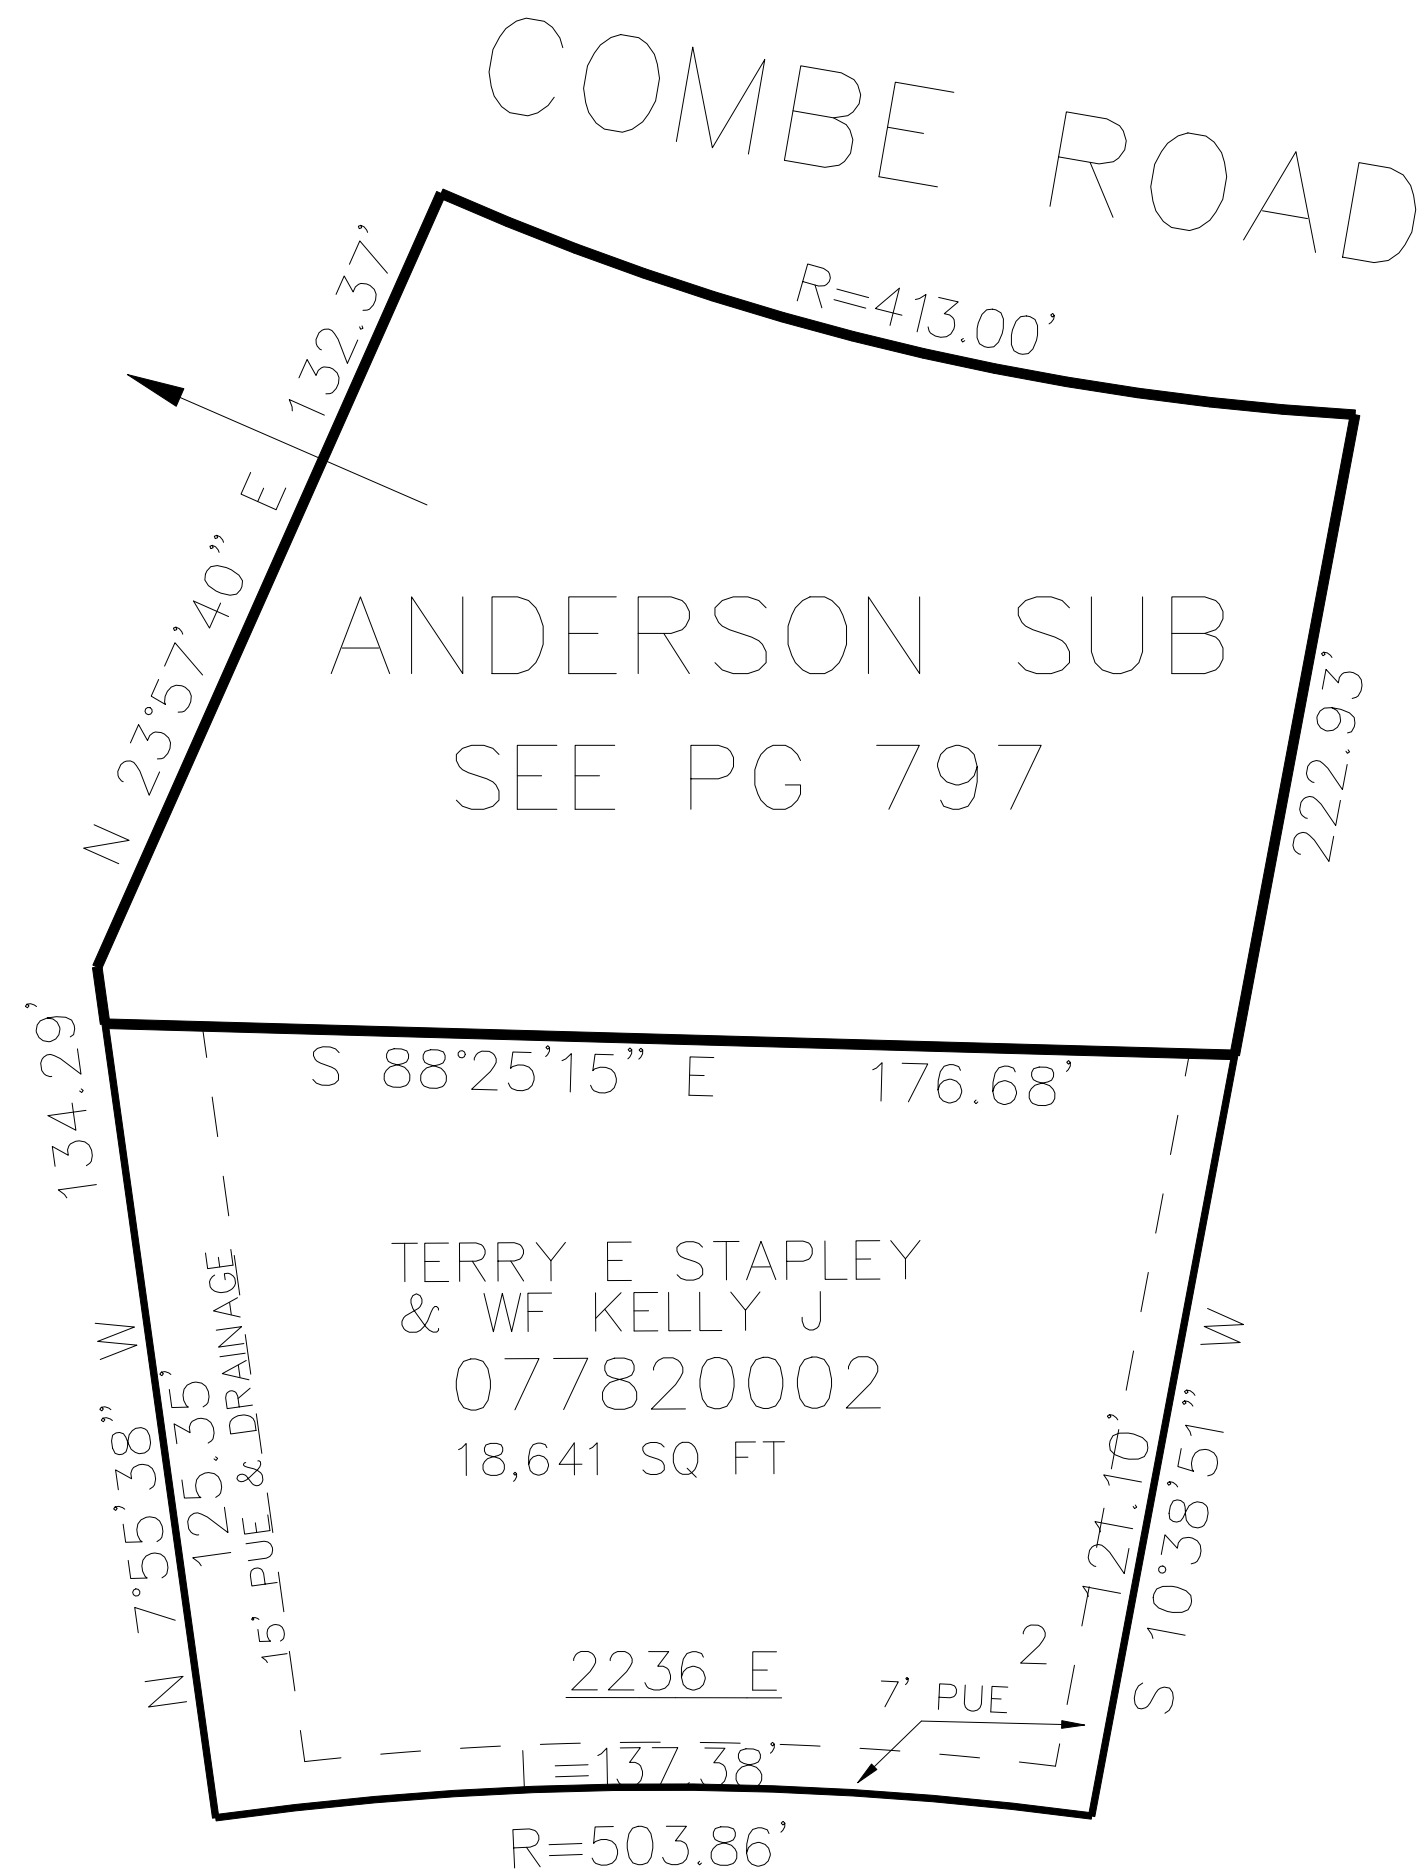 COMBE ROAD
R=413.00'
N 23°57'40" E 132.37'
ANDERSON SUB
SEE PG 797
222.93'
134.29'
S 88°25'15" E 176.68'
TERRY E STAPLEY
& WF KELLY J
077820002
18,641 SQ FT
N 7°55'38" W
125.35'
15' PUE & DRAINAGE
121.10'
S 10°38'51" W
2
2236 E
7' PUE
L=137.38'
R=503.86'